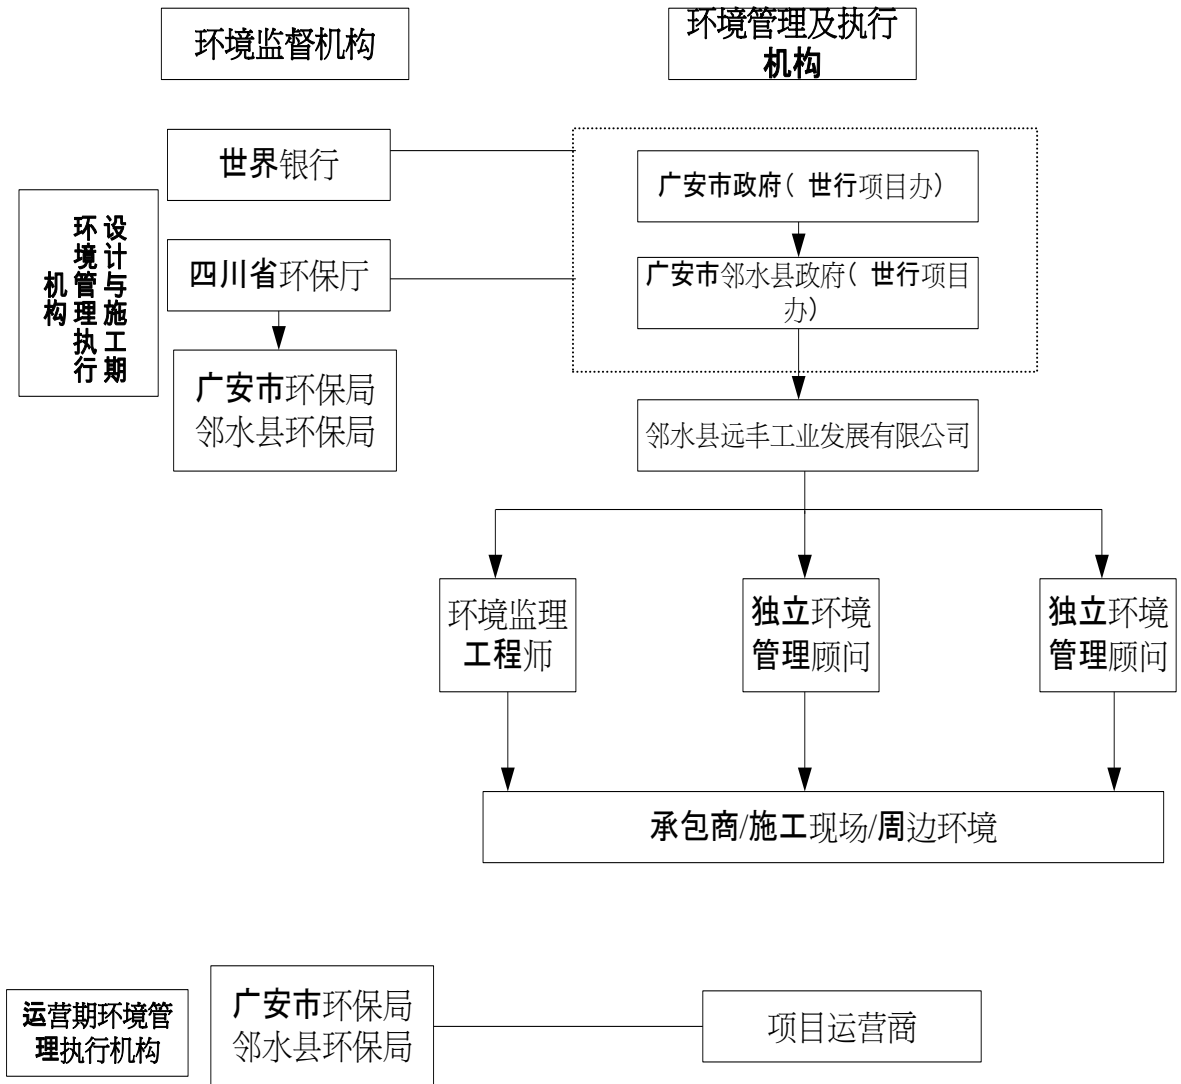 环境监督机构
环境管理及执行
机构
世界银行
广安市政府( 世行项目办)
设计与施工期
环境管理执行
机构
四川省环保厅
广安市邻水县政府( 世行项目
办)
广安市环保局
邻水县环保局
邻水县远丰工业发展有限公司
环境监理
工程师
独立环境
管理顾问
独立环境
管理顾问
承包商/施工现场/周边环境
运营期环境管
理执行机构
广安市环保局
邻水县环保局
项目运营商